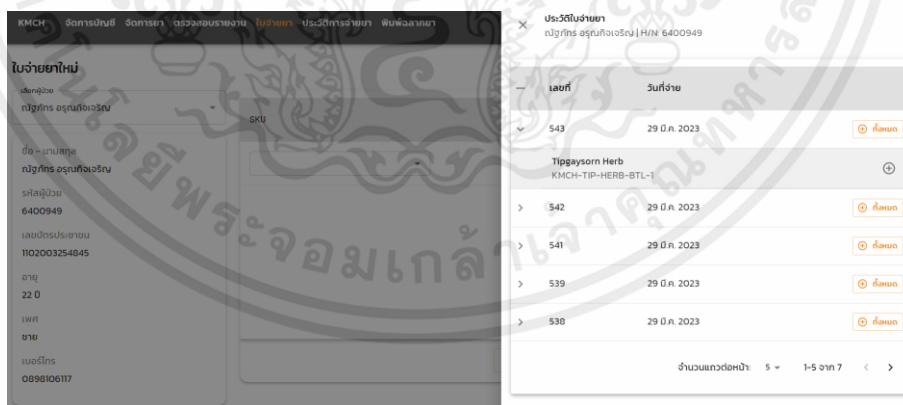 KMCH จัดการบัญชี จัดการยา ตรวจสอบรายงาน ใบจ่ายยา ประวัติการจ่ายยา พิมพ์ฉลากยา
ใบจ่ายยาใหม่
เลือกผู้ป่วย
ณัฐภัทร อรุณกิจเจริญ
ชื่อ - นามสกุล
ณัฐภัทร อรุณกิจเจริญ
รหัสผู้ป่วย
6400949
เลขบัตรประชาชน
1102003254845
อายุ
22 ปี
เพศ
ชาย
เบอร์โทร
0898106117
SKU
ประวัติใบจ่ายยา
ณัฐภัทร อรุณกิจเจริญ | H/N: 6400949
เลขที่ วันที่จ่าย
543 29 มี.ค. 2023 ทั้งหมด
Tipgaysorn Herb
KMCH-TIP-HERB-BTL-1
542 29 มี.ค. 2023 ทั้งหมด
541 29 มี.ค. 2023 ทั้งหมด
539 29 มี.ค. 2023 ทั้งหมด
538 29 มี.ค. 2023 ทั้งหมด
จำนวนแถวต่อหน้า: 5 1-5 จาก 7